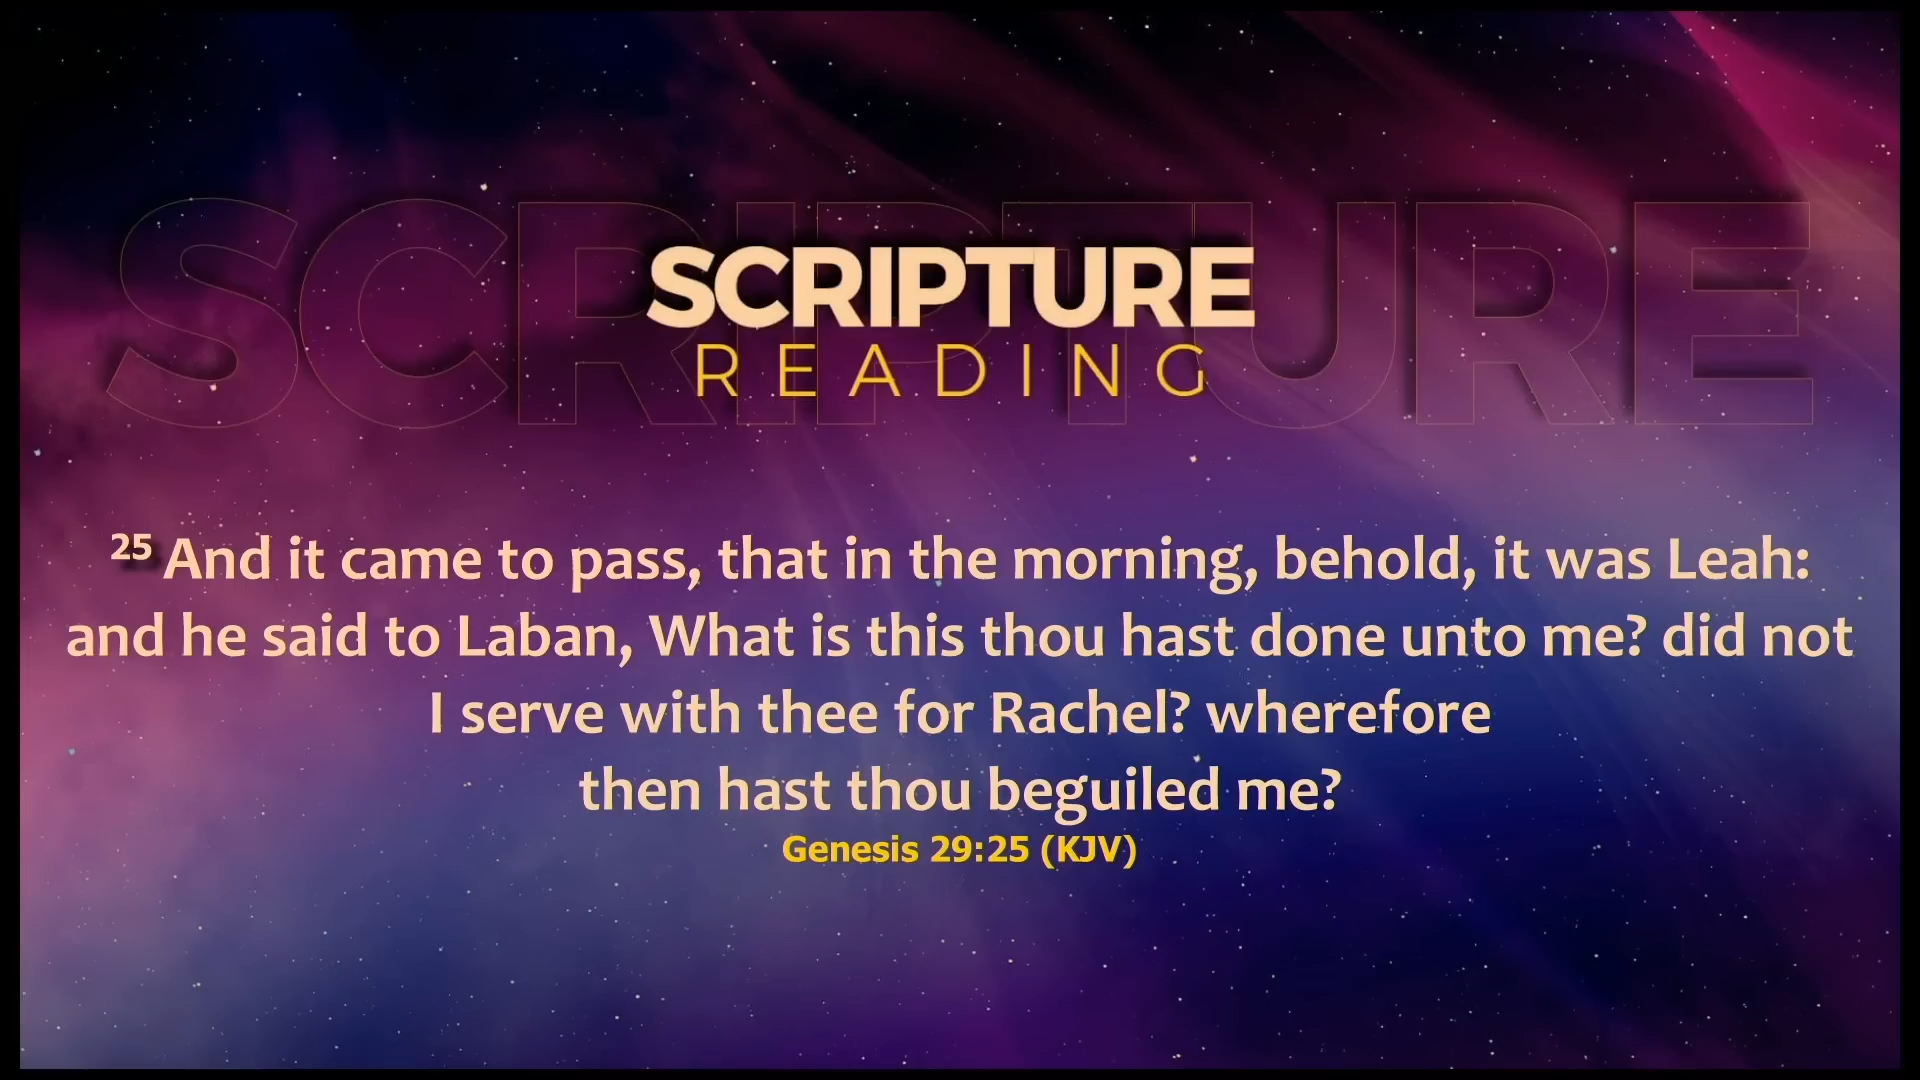 SCRIPTURE
SCRIPTURE
READING
25 And it came to pass, that in the morning, behold, it was Leah:
and he said to Laban, What is this thou hast done unto me? did not
I serve with thee for Rachel? wherefore
then hast thou beguiled me?
Genesis 29:25 (KJV)